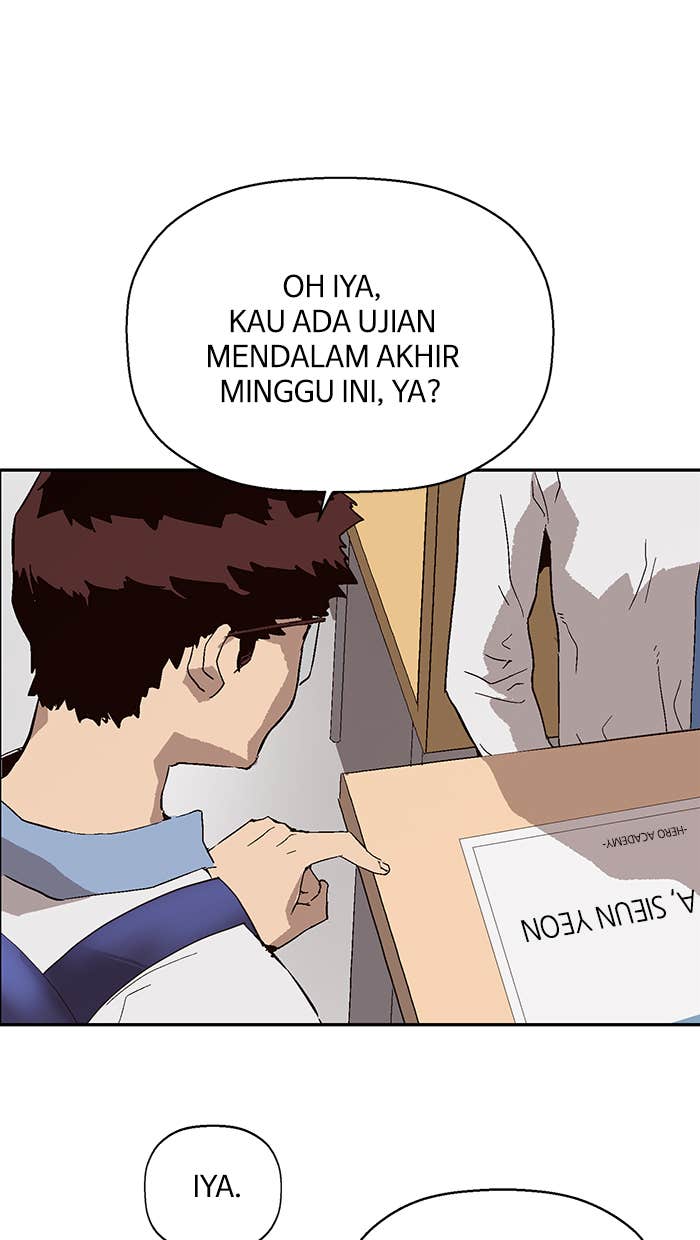 OH IYA,
KAU ADA UJIAN
MENDALAM AKHIR
MINGGU INI, YA?
-HERO ACADEMY-
A, SIEUN YEON
IYA.